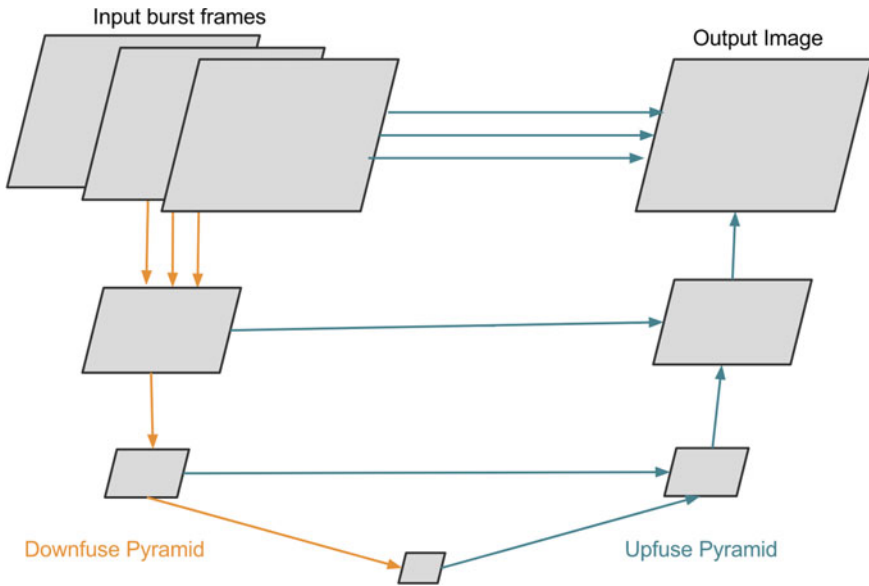 Input burst frames
Output Image
Downfuse Pyramid
Upfuse Pyramid